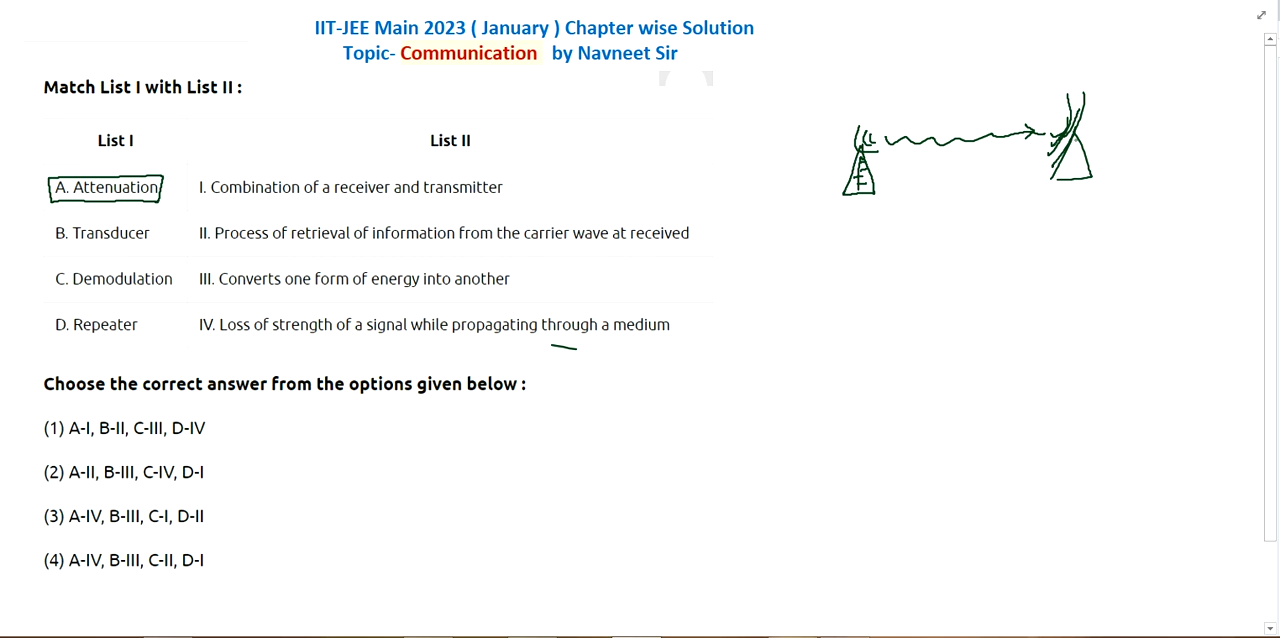 IIT-JEE Main 2023 ( January ) Chapter wise Solution
Topic- Communication by Navneet Sir
Match List I with List II :
List I List II
A. Attenuation I. Combination of a receiver and transmitter
B. Transducer II. Process of retrieval of information from the carrier wave at received
C. Demodulation III. Converts one form of energy into another
D. Repeater IV. Loss of strength of a signal while propagating through a medium
Choose the correct answer from the options given below :
(1) A-I, B-II, C-III, D-IV
(2) A-II, B-III, C-IV, D-I
(3) A-IV, B-III, C-I, D-II
(4) A-IV, B-III, C-II, D-I